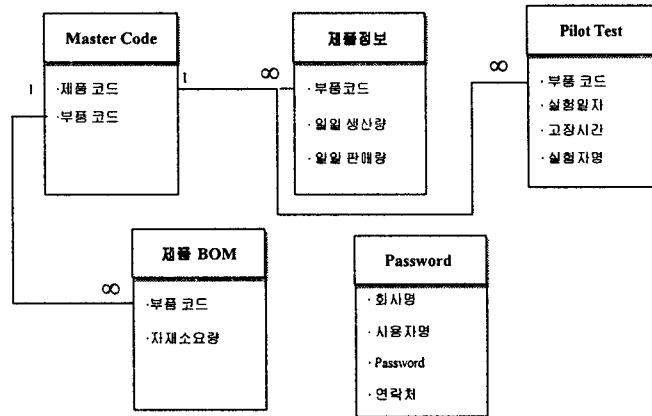 Master Code
·제품 코드
·부품 코드
제품정보
·부품코드
·일일 생산량
·일일 판매량
Pilot Test
·부품 코드
·실험일자
·고장시간
·실험자명
1
1
∞
∞
제품 BOM
·부품 코드
·자재소요량
∞
Password
·회사명
·사용자명
·Password
·연락처